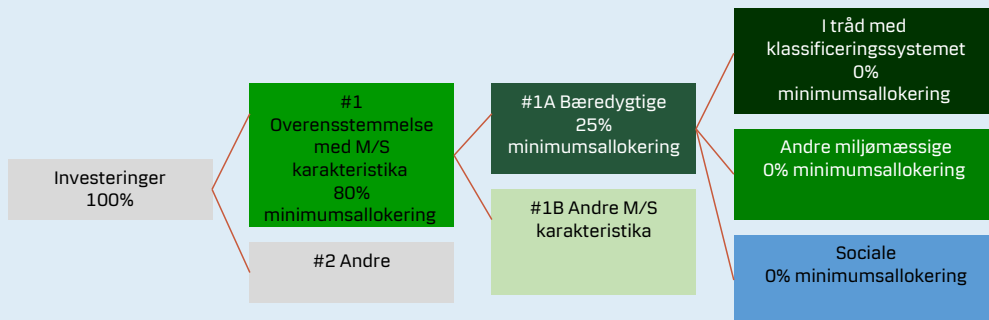 Investeringer
100%
#1
Overensstemmelse
med M/S
karakteristika
80%
minimumsallokering
#2 Andre
#1A Bæredygtige
25%
minimumsallokering
#1B Andre M/S
karakteristika
I tråd med
klassificeringssystemet
0%
minimumsallokering
Andre miljømæssige
0% minimumsallokering
Sociale
0% minimumsallokering